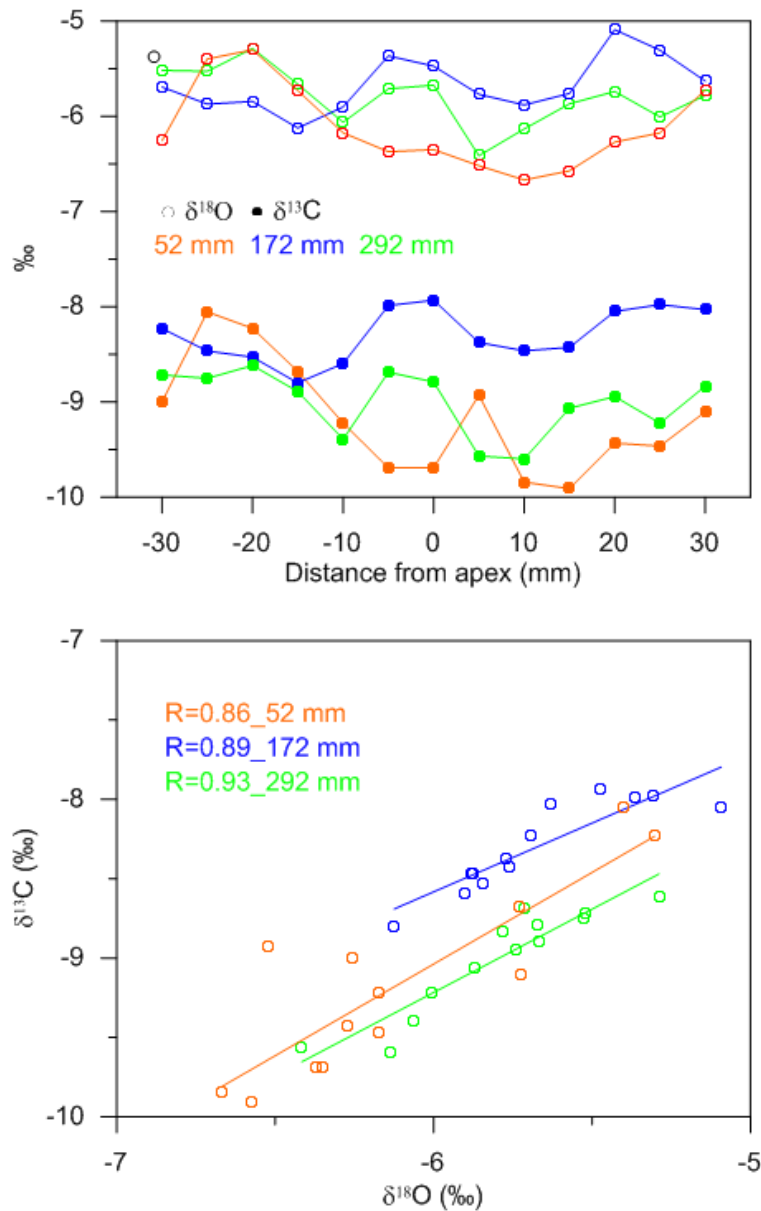 -5
-6
-7
-8
-9
-10
‰
○ δ¹⁸O ● δ¹³C
52 mm 172 mm 292 mm
-30 -20 -10 0 10 20 30
Distance from apex (mm)
-7
-8
-9
-10
δ¹³C (‰)
R=0.86_52 mm
R=0.89_172 mm
R=0.93_292 mm
-7 -6 -5
δ¹⁸O (‰)